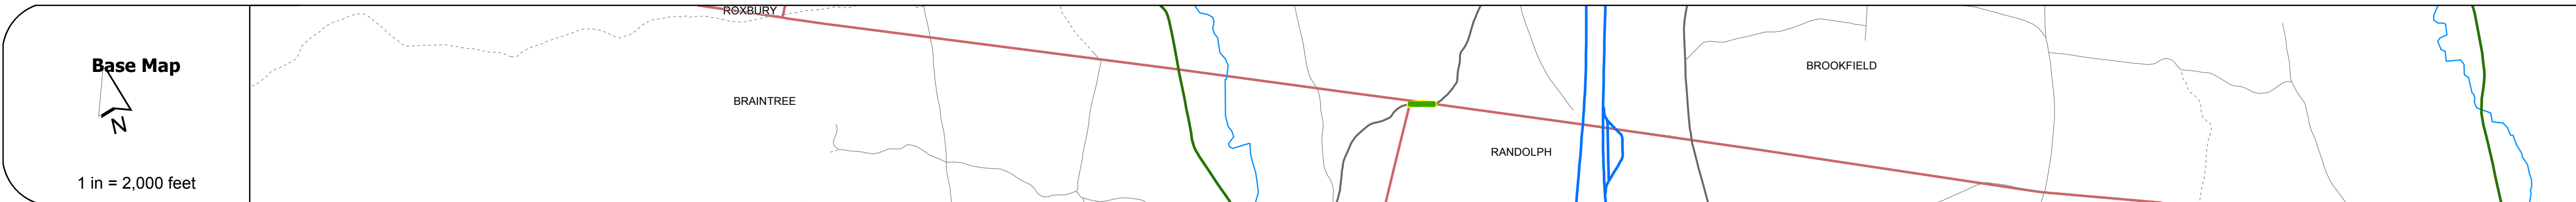 ROXBURY
Base Map
BROOKFIELD
BRAINTREE
N
RANDOLPH
1 in = 2,000 feet